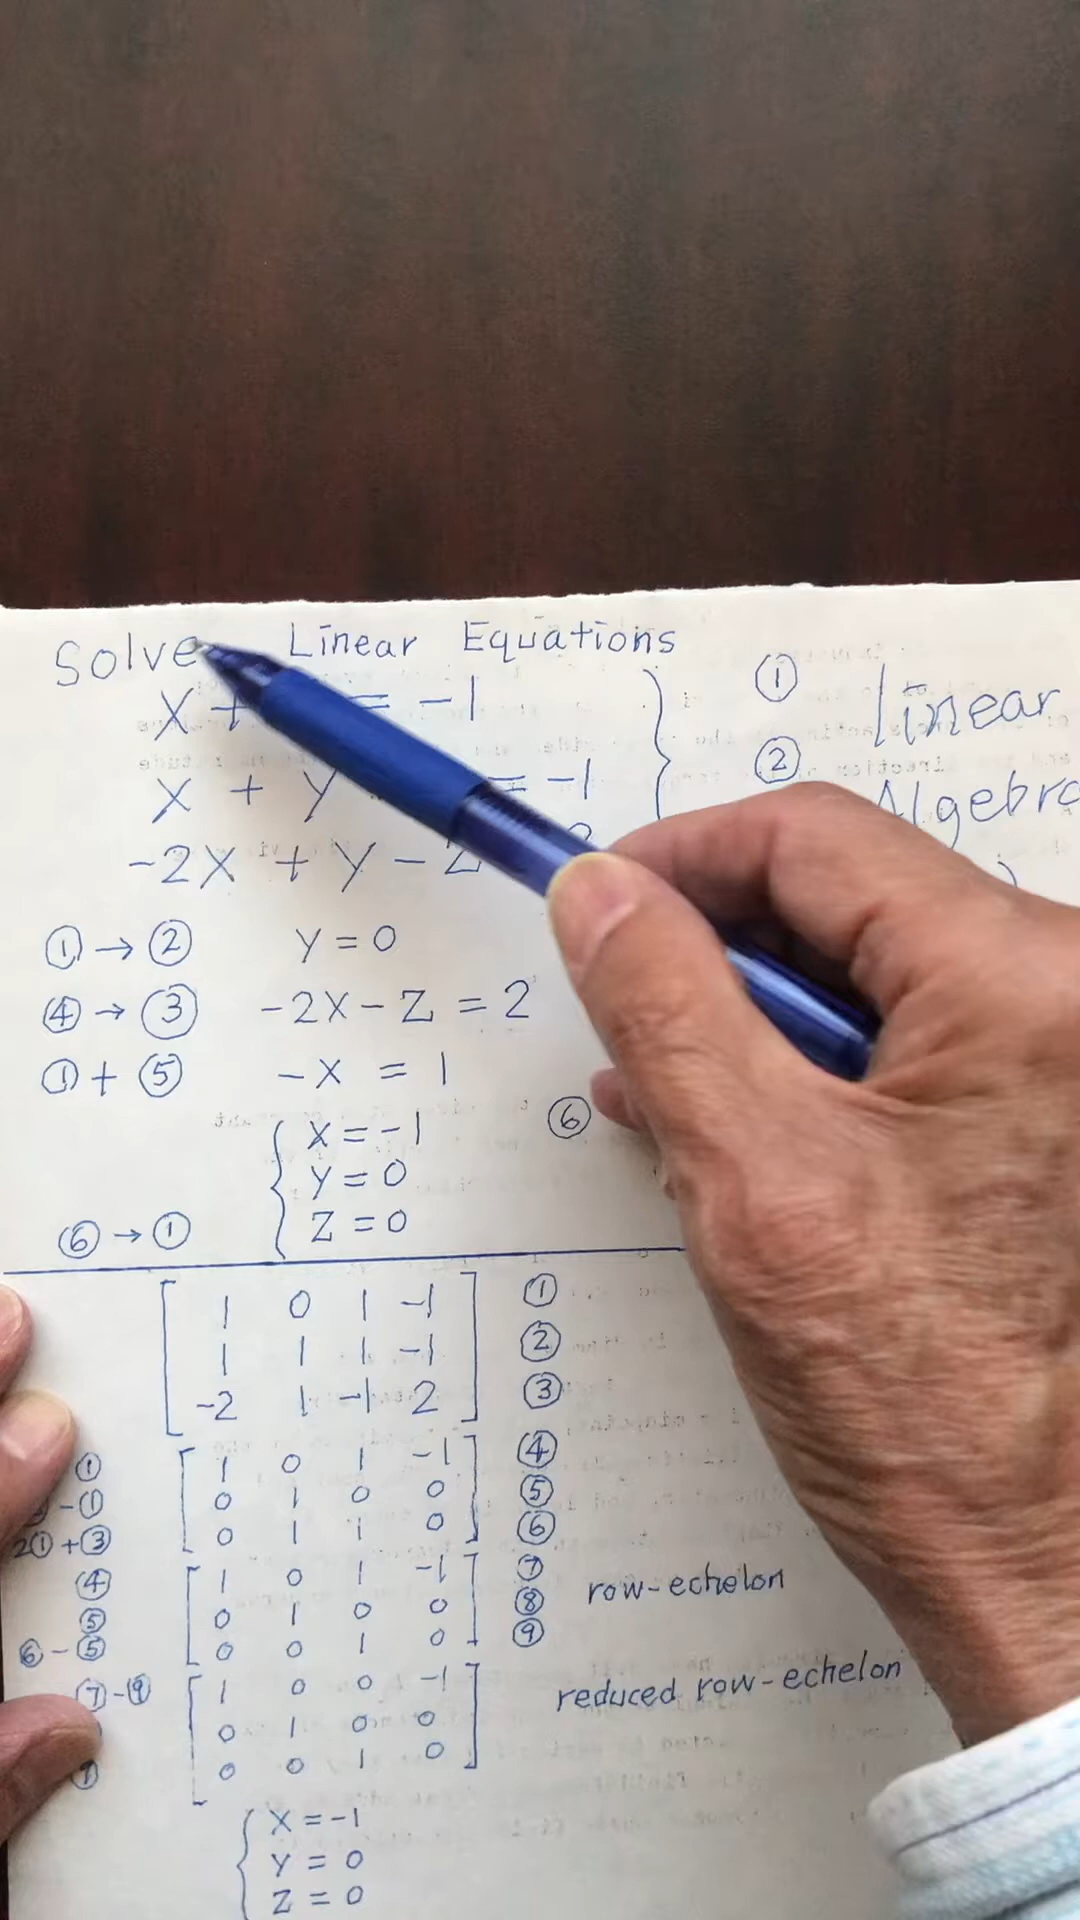 Solve Linear Equations
x + = -1 ① linear
x + y = -1 ② Algebra
-2x + y - z
① → ② y = 0
④ → ③ -2x - z = 2
① + ⑤ -x = 1
x = -1 ⑥
y = 0
⑥ → ① z = 0
1 0 1 -1 ①
1 1 1 -1 ②
-2 1 -1 2 ③
① 1 0 1 -1 ④
- ① 0 1 0 0 ⑤
2① + ③ 0 1 1 0 ⑥
④ 1 0 1 -1 ⑦
⑤ 0 1 0 0 ⑧ row-echelon
⑥ - ⑤ 0 0 1 0 ⑨
⑦ - ⑨ 1 0 0 -1 reduced row-echelon
0 1 0 0
0 0 1 0
x = -1
y = 0
z = 0